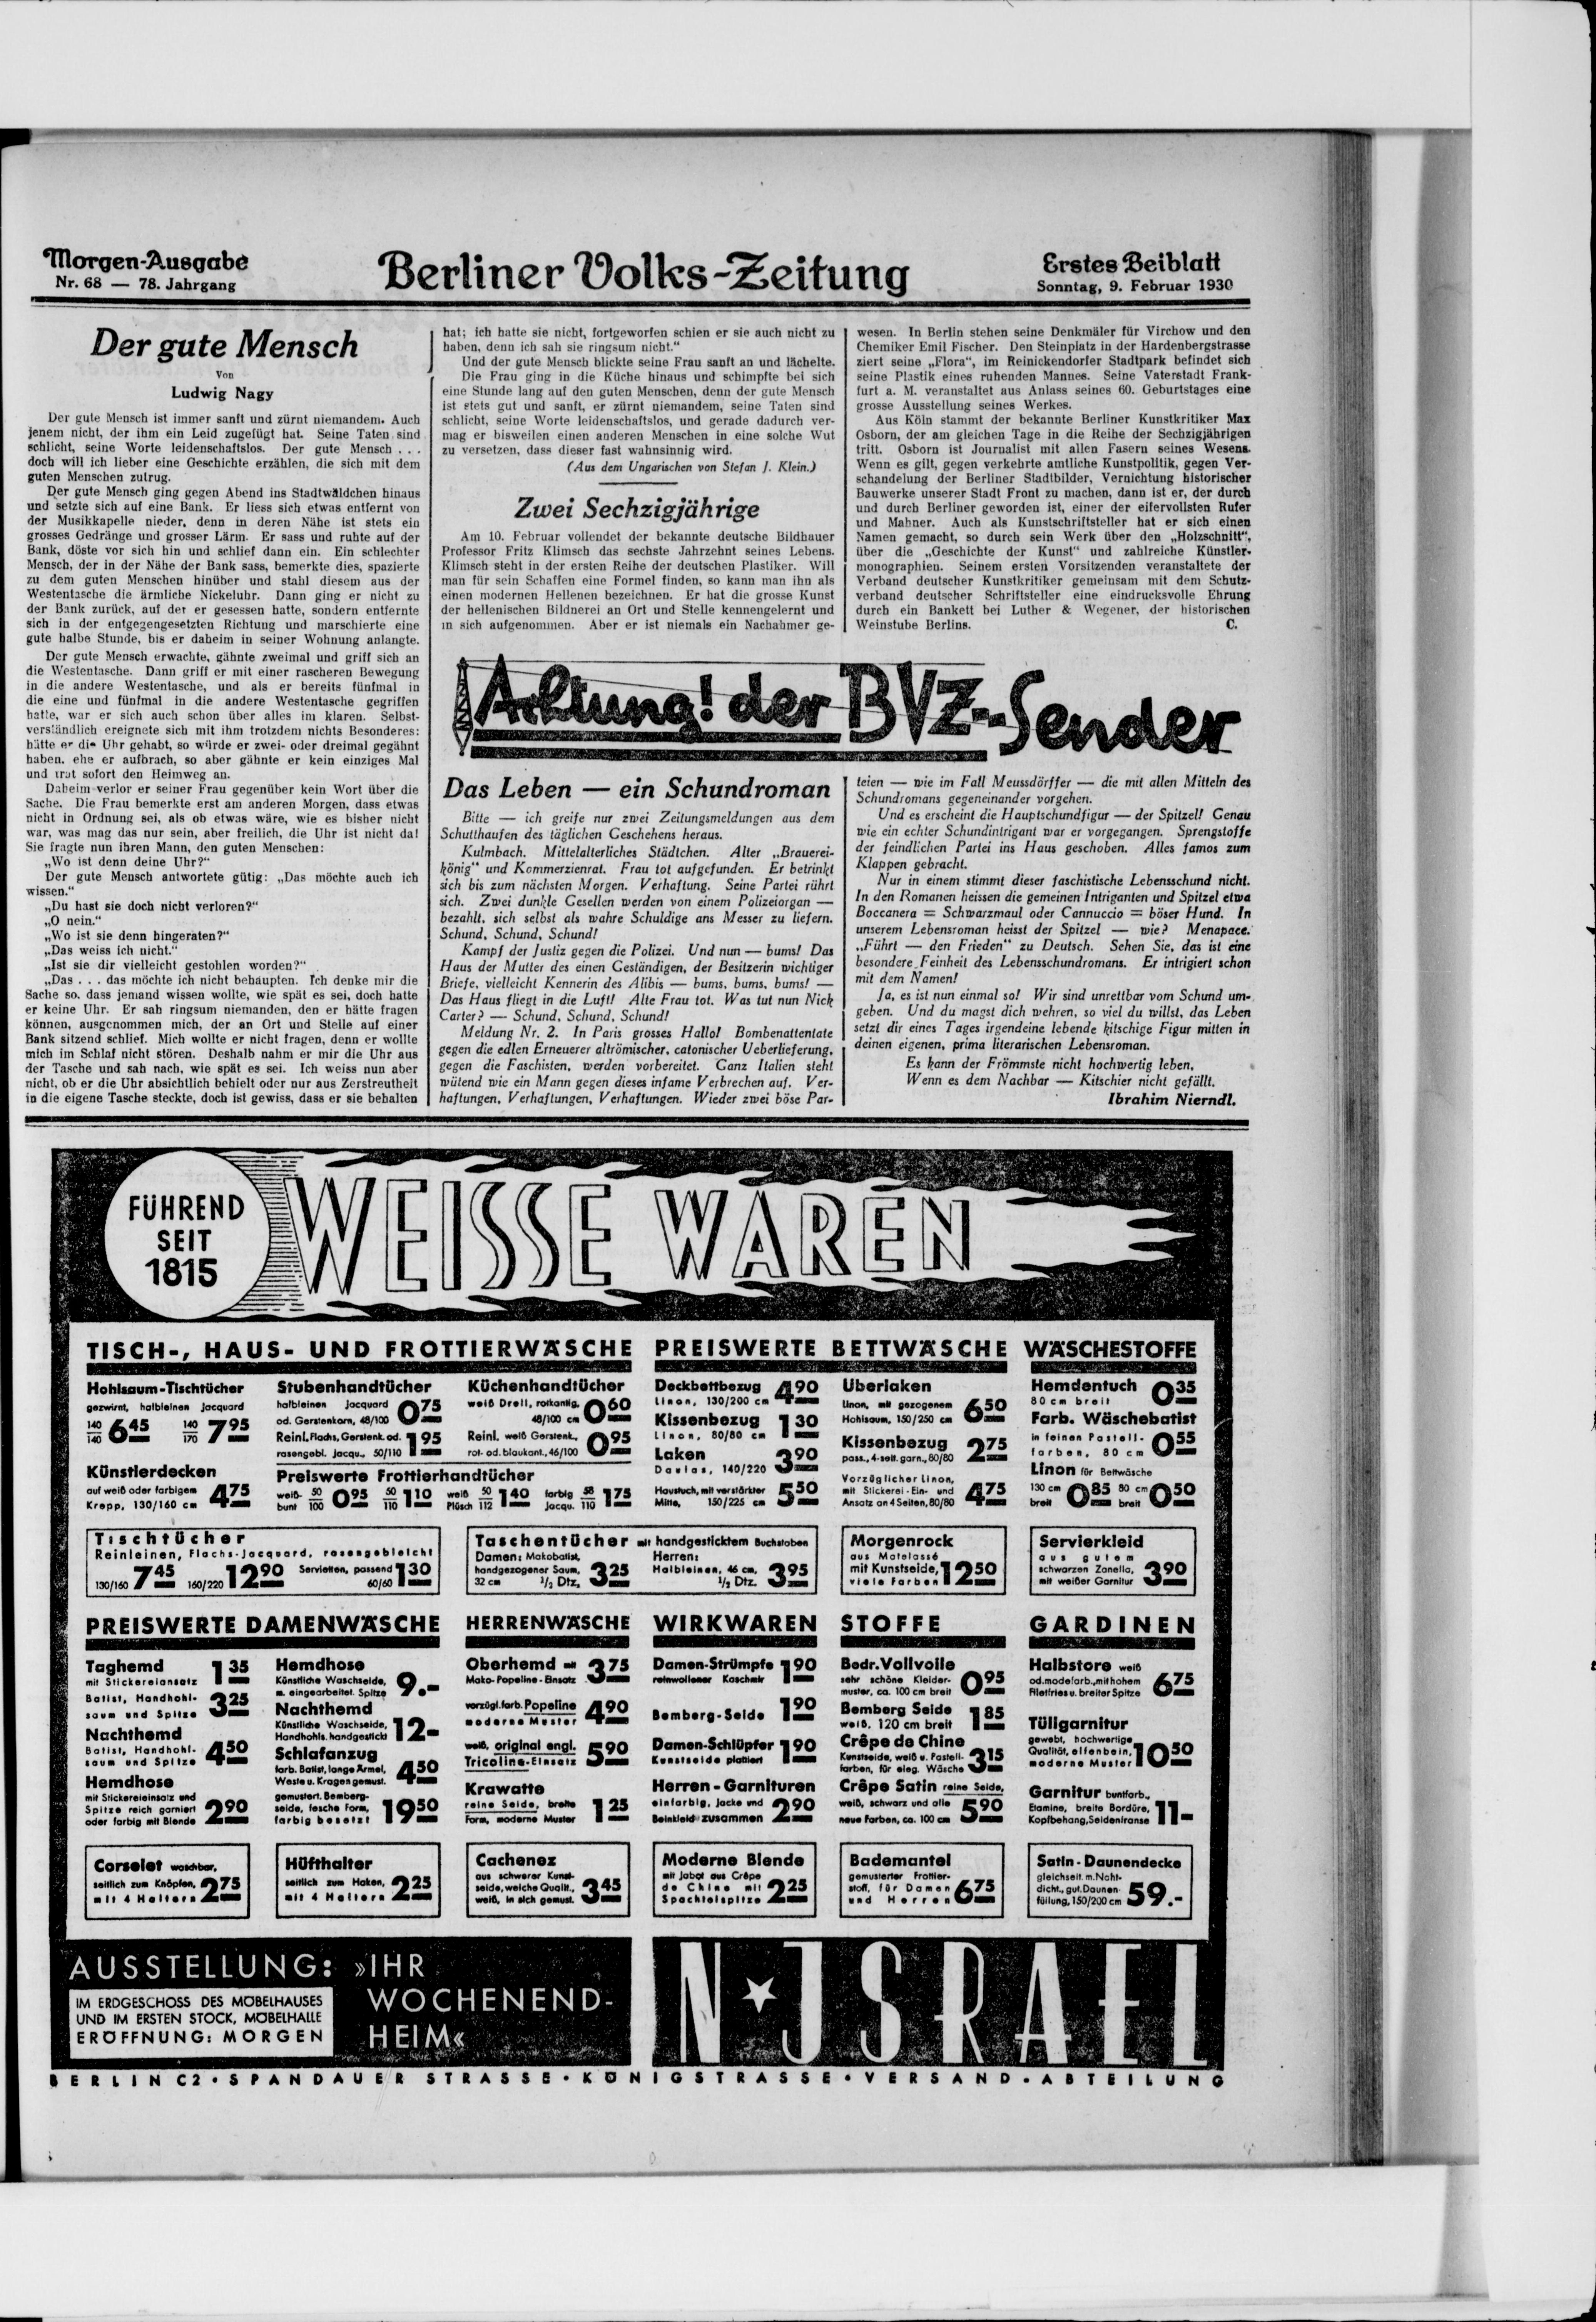 Morgen-Ausgabe
Nr. 68 — 78. Jahrgang
Berliner Volks-Zeitung
Erstes Beiblatt
Sonntag, 9. Februar 1930
Der gute Mensch
Von
Ludwig Nagy
Der gute Mensch ist immer sanft und zürnt niemandem. Auch
jenem nicht, der ihm ein Leid zugefügt hat. Seine Taten sind
schlicht, seine Worte leidenschaftslos. Der gute Mensch . . .
doch will ich lieber eine Geschichte erzählen, die sich mit dem
guten Menschen zutrug.
Der gute Mensch ging gegen Abend ins Stadtwäldchen hinaus
und setzte sich auf eine Bank. Er liess sich etwas entfernt von
der Musikkapelle nieder, denn in deren Nähe ist stets ein
grosses Gedränge und grosser Lärm. Er sass und ruhte auf der
Bank, döste vor sich hin und schlief dann ein. Ein schlechter
Mensch, der in der Nähe der Bank sass, bemerkte dies, spazierte
zu dem guten Menschen hinüber und stahl diesem aus der
Westentasche die ärmliche Nickeluhr. Dann ging er nicht zu
der Bank zurück, auf der er gesessen hatte, sondern entfernte
sich in der entgegengesetzten Richtung und marschierte eine
gute halbe Stunde, bis er daheim in seiner Wohnung anlangte.
Der gute Mensch erwachte, gähnte zweimal und griff sich an
die Westentasche. Dann griff er mit einer rascheren Bewegung
in die andere Westentasche, und als er bereits fünfmal in
die eine und fünfmal in die andere Westentasche gegriffen
hatte, war er sich auch schon über alles im klaren. Selbst-
verständlich ereignete sich mit ihm trotzdem nichts Besonderes:
hätte er die Uhr gehabt, so würde er zwei- oder dreimal gegähnt
haben, ehe er aufbrach, so aber gähnte er kein einziges Mal
und trat sofort den Heimweg an.
Daheim verlor er seiner Frau gegenüber kein Wort über die
Sache. Die Frau bemerkte erst am anderen Morgen, dass etwas
nicht in Ordnung sei, als ob etwas wäre, wie es bisher nicht
war, was mag das nur sein, aber freilich, die Uhr ist nicht da!
Sie fragte nun ihren Mann, den guten Menschen:
„Wo ist denn deine Uhr?“
Der gute Mensch antwortete gütig: „Das möchte auch ich
wissen.“
„Du hast sie doch nicht verloren?“
„O nein.“
„Wo ist sie denn hingeraten?“
„Das weiss ich nicht.“
„Ist sie dir vielleicht gestohlen worden?“
„Das . . . das möchte ich nicht behaupten. Ich denke mir die
Sache so, dass jemand wissen wollte, wie spät es sei, doch hatte
er keine Uhr. Er sah ringsum niemanden, den er hätte fragen
können, ausgenommen mich, der an Ort und Stelle auf einer
Bank sitzend schlief. Mich wollte er nicht fragen, denn er wollte
mich im Schlaf nicht stören. Deshalb nahm er mir die Uhr aus
der Tasche und sah nach, wie spät es sei. Ich weiss nun aber
nicht, ob er die Uhr absichtlich behielt oder nur aus Zerstreutheit
in die eigene Tasche steckte, doch ist gewiss, dass er sie behalten
hat; ich hatte sie nicht, fortgeworfen schien er sie auch nicht zu
haben, denn ich sah sie ringsum nicht.“
Und der gute Mensch blickte seine Frau sanft an und lächelte.
Die Frau ging in die Küche hinaus und schimpfte bei sich
eine Stunde lang auf den guten Menschen, denn der gute Mensch
ist stets gut und sanft, er zürnt niemandem, seine Taten sind
schlicht, seine Worte leidenschaftslos, und gerade dadurch ver-
mag er bisweilen einen anderen Menschen in eine solche Wut
zu versetzen, dass dieser fast wahnsinnig wird.
(Aus dem Ungarischen von Stefan J. Klein.)
Zwei Sechzigjährige
Am 10. Februar vollendet der bekannte deutsche Bildhauer
Professor Fritz Klimsch das sechste Jahrzehnt seines Lebens.
Klimsch steht in der ersten Reihe der deutschen Plastiker. Will
man für sein Schaffen eine Formel finden, so kann man ihn als
einen modernen Hellenen bezeichnen. Er hat die grosse Kunst
der hellenischen Bildnerei an Ort und Stelle kennengelernt und
in sich aufgenommen. Aber er ist niemals ein Nachahmer ge-
wesen. In Berlin stehen seine Denkmäler für Virchow und den
Chemiker Emil Fischer. Den Steinplatz in der Hardenbergstrasse
ziert seine „Flora“, im Reinickendorfer Stadtpark befindet sich
seine Plastik eines ruhenden Mannes. Seine Vaterstadt Frank-
furt a. M. veranstaltet aus Anlass seines 60. Geburtstages eine
grosse Ausstellung seines Werkes.
Aus Köln stammt der bekannte Berliner Kunstkritiker Max
Osborn, der am gleichen Tage in die Reihe der Sechzigjährigen
tritt. Osborn ist Journalist mit allen Fasern seines Wesens.
Wenn es gilt, gegen verkehrte amtliche Kunstpolitik, gegen Ver-
schandelung der Berliner Stadtbilder, Vernichtung historischer
Bauwerke unserer Stadt Front zu machen, dann ist er, der durch
und durch Berliner geworden ist, einer der eifervollsten Rufer
und Mahner. Auch als Kunstschriftsteller hat er sich einen
Namen gemacht, so durch sein Werk über den „Holzschnitt“,
über die „Geschichte der Kunst“ und zahlreiche Künstler-
monographien. Seinem ersten Vorsitzenden veranstaltete der
Verband deutscher Kunstkritiker gemeinsam mit dem Schutz-
verband deutscher Schriftsteller eine eindrucksvolle Ehrung
durch ein Bankett bei Luther & Wegener, der historischen
Weinstube Berlins. C.
Achtung! der BVZ-Sender
Das Leben — ein Schundroman
Bitte — ich greife nur zwei Zeitungsmeldungen aus dem
Schutthaufen des täglichen Geschehens heraus.
Kulmbach. Mittelalterliches Städtchen. Alter „Brauerei-
könig“ und Kommerzienrat. Frau tot aufgefunden. Er betrinkt
sich bis zum nächsten Morgen. Verhaftung. Seine Partei rührt
sich. Zwei dunkle Gesellen werden von einem Polizeiorgan —
bezahlt, sich selbst als wahre Schuldige ans Messer zu liefern.
Schund, Schund, Schund!
Kampf der Justiz gegen die Polizei. Und nun — bums! Das
Haus der Mutter des einen Geständigen, der Besitzerin wichtiger
Briefe, vielleicht Kennerin des Alibis — bums, bums, bums! —
Das Haus fliegt in die Luft! Alte Frau tot. Was tut nun Nick
Carter? — Schund, Schund, Schund!
Meldung Nr. 2. In Paris grosses Hallo! Bombenattentate
gegen die edlen Erneuerer altrömischer, catonischer Ueberlieferung,
gegen die Faschisten, werden vorbereitet. Ganz Italien steht
wütend wie ein Mann gegen dieses infame Verbrechen auf. Ver-
haftungen, Verhaftungen, Verhaftungen. Wieder zwei böse Par-
teien — wie im Fall Meussdörffer — die mit allen Mitteln des
Schundromans gegeneinander vorgehen.
Und es erscheint die Hauptschundfigur — der Spitzel! Genau
wie ein echter Schundintrigant war er vorgegangen. Sprengstoffe
der feindlichen Partei ins Haus geschoben. Alles famos zum
Klappen gebracht.
Nur in einem stimmt dieser faschistische Lebensschund nicht.
In den Romanen heissen die gemeinen Intriganten und Spitzel etwa
Boccanera = Schwarzmaul oder Cannuccio = böser Hund. In
unserem Lebensroman heisst der Spitzel — wie? Menapace.
„Führt — den Frieden“ zu Deutsch. Sehen Sie, das ist eine
besondere Feinheit des Lebensschundromans. Er intrigiert schon
mit dem Namen!
Ja, es ist nun einmal so! Wir sind unrettbar vom Schund um-
geben. Und du magst dich wehren, so viel du willst, das Leben
setzt dir eines Tages irgendeine lebende kitschige Figur mitten in
deinen eigenen, prima literarischen Lebensroman.
Es kann der Frömmste nicht hochwertig leben,
Wenn es dem Nachbar — Kitschier nicht gefällt.
Ibrahim Nierndl.
FÜHREND
SEIT
1815
WEISSE WAREN
TISCH-, HAUS- UND FROTTIERWÄSCHE
Hohlsaum-Tischtücher
gezwirnt, halbleinen Jacquard
140/140 6.45 140/170 7.95
Künstlerdecken
auf weiß oder farbigem
Krepp, 130/160 cm 4.75
Stubenhandtücher
halbleinen Jacquard
od. Gerstenkorn, 48/100 0.75
Reinl. Flachs, Gerstenk. od.
rosengebl. Jacqu., 50/110 1.95
Küchenhandtücher
weiß Drell, rotkantig,
48/100 cm 0.60
Reinl. weiß Gerstenk.,
rot- od. blaukant., 46/100 0.95
Preiswerte Frottierhandtücher
weiß-bunt 50/100 0.95 50/110 1.10 weiß Plüsch 50/112 1.40 farbig Jacqu. 58/110 1.75
PREISWERTE BETTWÄSCHE
Deckbettbezug
Linon, 130/200 cm 4.90
Kissenbezug
Linon, 80/80 cm 1.30
Laken
Dowlas, 140/220 3.90
Haustuch, mit verstärkter
Mitte, 150/225 cm 5.50
Überlaken
Linon, mit gezogenem
Hohlsaum, 150/250 cm 6.50
Kissenbezug
pass., 4-seit. garn., 80/80 2.75
Vorzüglicher Linon,
mit Stickerei-Ein- und
Ansatz an 4 Seiten, 80/80 4.75
WÄSCHESTOFFE
Hemdentuch
80 cm breit 0.35
Farb. Wäschebatist
in feinen Pastell-
farben, 80 cm 0.55
Linon für Bettwäsche
130 cm breit 0.85 80 cm breit 0.50
Tischtücher
Reinleinen, Flachs-Jacquard, rasengebleicht
130/160 7.45 160/220 12.90 Servietten, passend 60/60 1.30
Taschentücher mit handgesticktem Buchstaben
Damen: Makobatist,
handgezogener Saum,
32 cm 1/2 Dtz. 3.25
Herren:
Halbleinen, 46 cm,
1/2 Dtz. 3.95
Morgenrock
aus Matelassé
mit Kunstseide,
viele Farben 12.50
Servierkleid
aus gutem
schwarzen Zanella,
mit weißer Garnitur 3.90
PREISWERTE DAMENWÄSCHE
Taghemd
mit Stickereiansatz 1.35
Batist, Handhohl-
saum und Spitze 3.25
Nachthemd
Batist, Handhohl-
saum und Spitze 4.50
Hemdhose
mit Stickereieinsatz und
Spitze reich garniert
oder farbig mit Blende 2.90
Hemdhose
Künstliche Waschseide,
m. eingearbeitet. Spitze 9.-
Nachthemd
Künstliche Waschseide,
Handhohls. handgestickt 12-
Schlafanzug
farb. Batist, lange Ärmel,
Weste u. Kragen gemust. 4.50
gemustert. Bemberg-
seide, fesche Form,
farbig besetzt 19.50
HERRENWÄSCHE
Oberhemd mit
Mako-Popeline-Einsatz 3.75
vorzügl. farb. Popeline
moderne Muster 4.90
weiß, original engl.
Tricoline-Einsatz 5.90
Krawatte
reine Seide, breite
Form, moderne Muster 1.25
WIRKWAREN
Damen-Strümpfe
reinwollener Kaschmir 1.90
Bemberg-Seide 1.90
Damen-Schlüpfer
Kunstseide plattiert 1.90
Herren-Garnituren
einfarbig, Jacke und
Beinkleid zusammen 2.90
STOFFE
Bedr. Vollvoile
sehr schöne Kleider-
muster, ca. 100 cm breit 0.95
Bemberg Seide
weiß, 120 cm breit 1.85
Crêpe de Chine
Kunstseide, weiß u. Pastell-
farben, für eleg. Wäsche 3.15
Crêpe Satin reine Seide,
weiß, schwarz und alle
neue Farben, ca. 100 cm 5.90
GARDINEN
Halbstore weiß
od. modefarb., mit hohem
Filetfries u. breiter Spitze 6.75
Tüllgarnitur
gewebt, hochwertige
Qualität, elfenbein,
moderne Muster 10.50
Garnitur buntfarb.,
Etamine, breite Bordüre,
Kopfbehang, Seidenfranse 11-
Corselet waschbar,
seitlich zum Knöpfen,
mit 4 Haltern 2.75
Hüfthalter
seitlich zum Haken,
mit 4 Haltern 2.25
Cachenez
aus schwerer Kunst-
seide, weiche Qualit.,
weiß, in sich gemust. 3.45
Moderne Blende
mit Jabot aus Crêpe
de Chine mit
Spachtelspitze 2.25
Bademantel
gemusterter Frottier-
stoff, für Damen
und Herren 6.75
Satin-Daunendecke
gleichseit. m. Naht-
dicht., gut. Daunen-
füllung, 150/200 cm 59.-
AUSSTELLUNG:
IM ERDGESCHOSS DES MÖBELHAUSES
UND IM ERSTEN STOCK, MÖBELHALLE
ERÖFFNUNG: MORGEN
»IHR
WOCHENEND-
HEIM«
N★JSRAEL
BERLIN C2 • SPANDAUER STRASSE • KÖNIGSTRASSE • VERSAND-ABTEILUNG